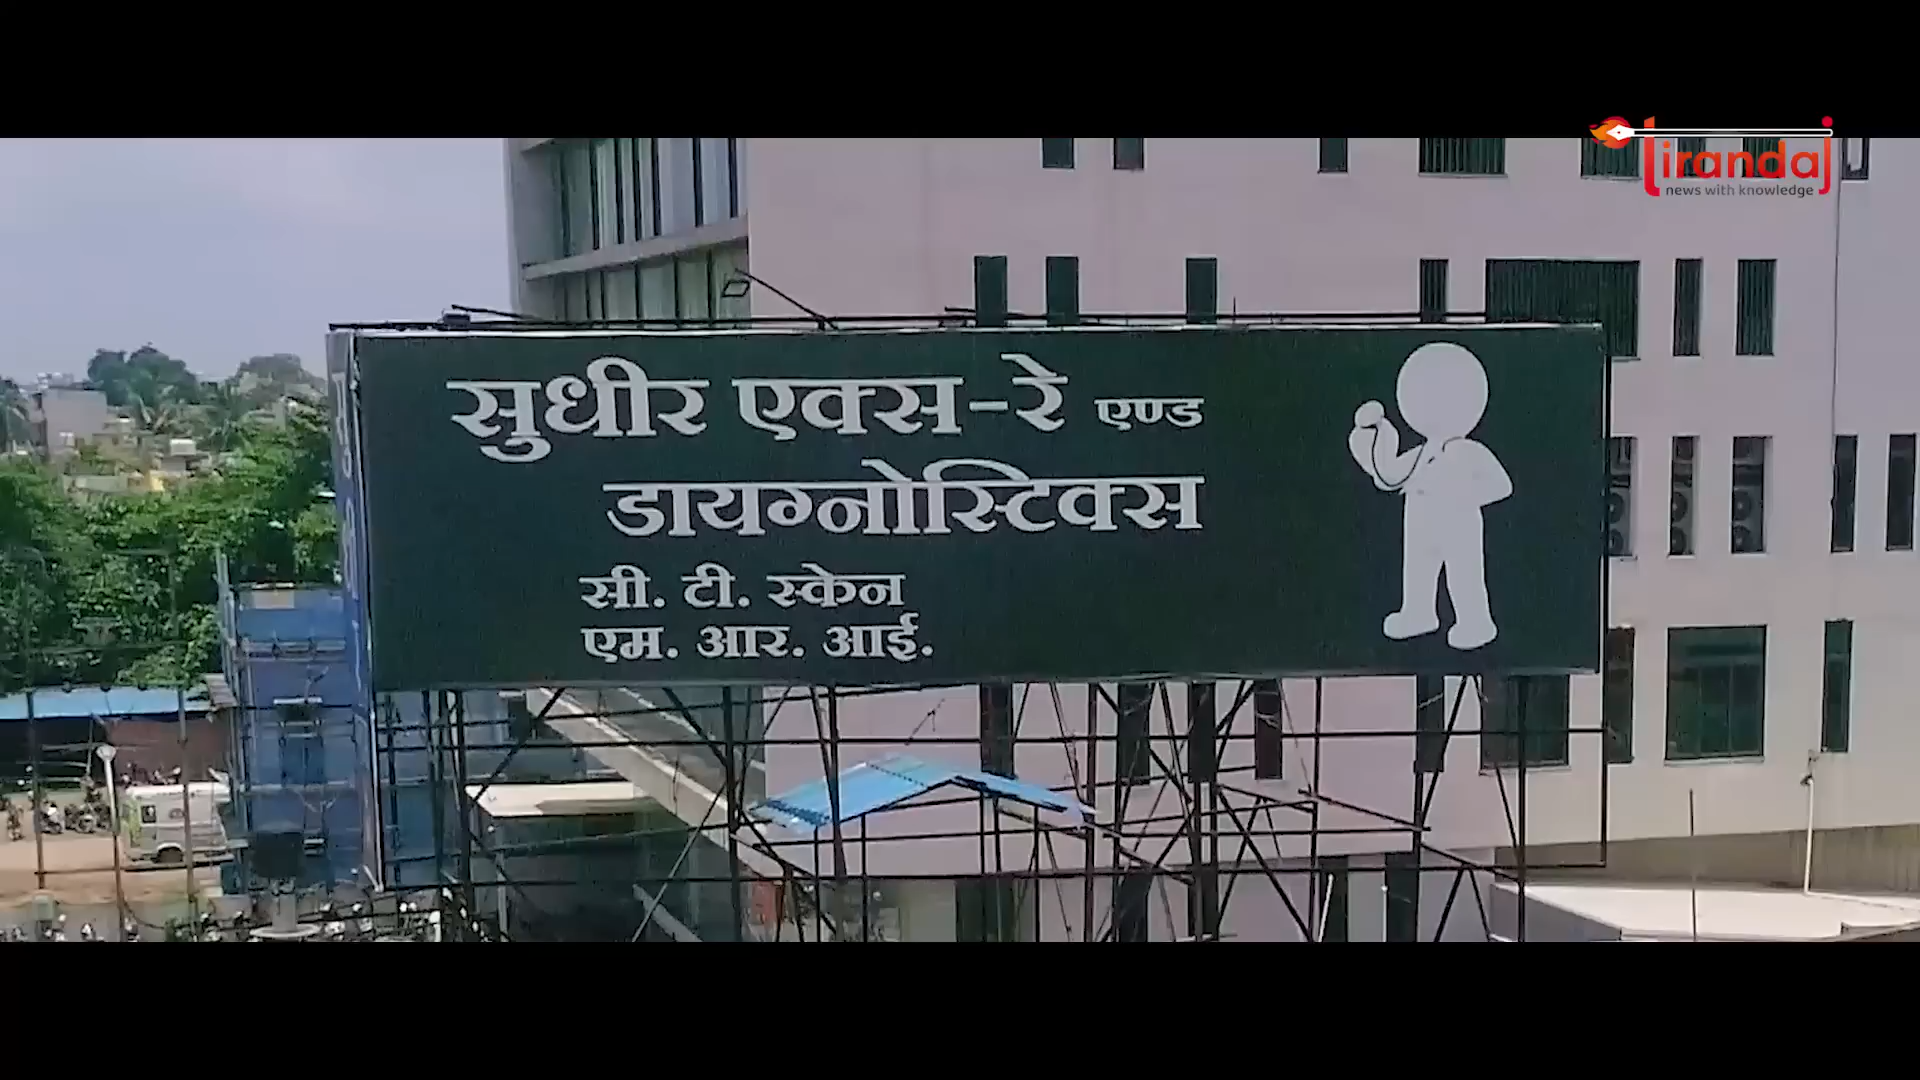 Tirandaj
news with knowledge
सुधीर एक्स-रे एण्ड
डायग्नोस्टिक्स
सी. टी. स्केन
एम. आर. आई.